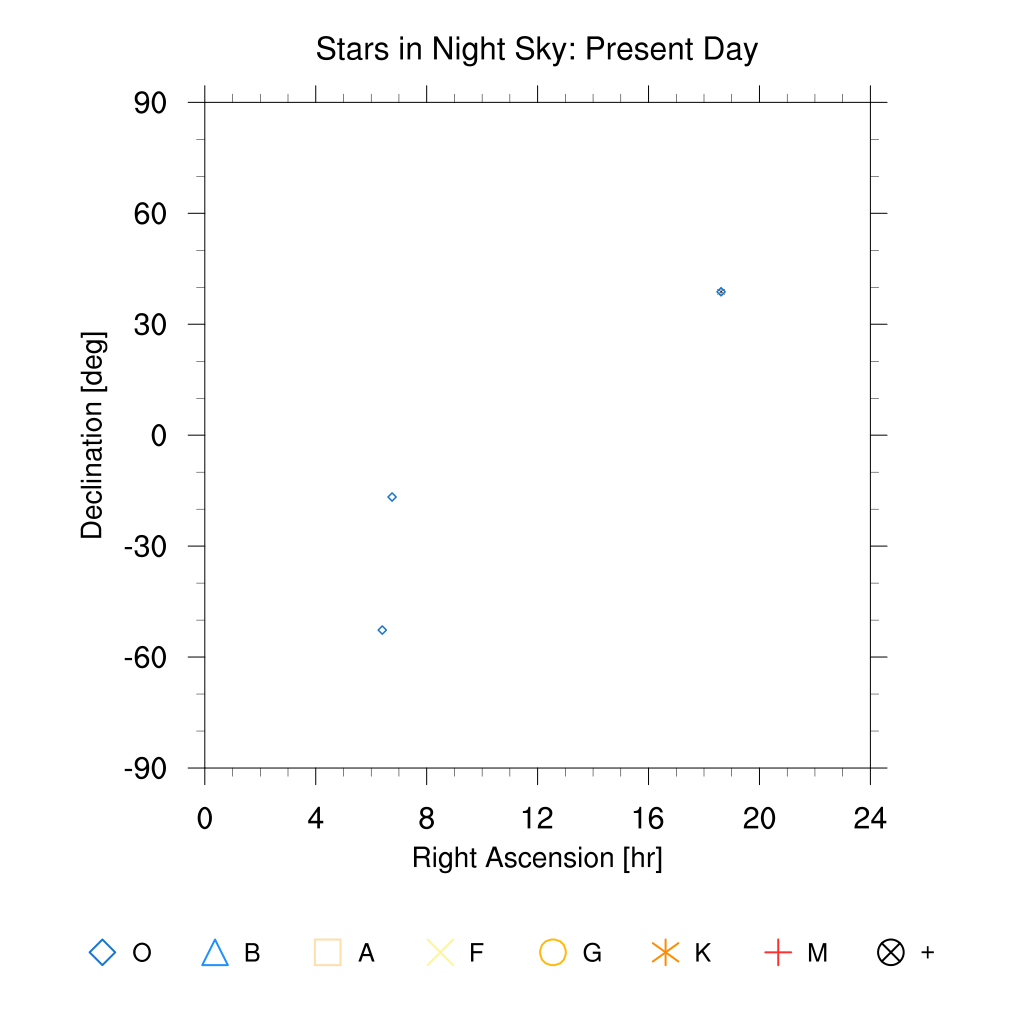 Stars in Night Sky: Present Day
90
60
30
0
-30
-60
-90
Declination [deg]
0 4 8 12 16 20 24
Right Ascension [hr]
O B A F G K M +